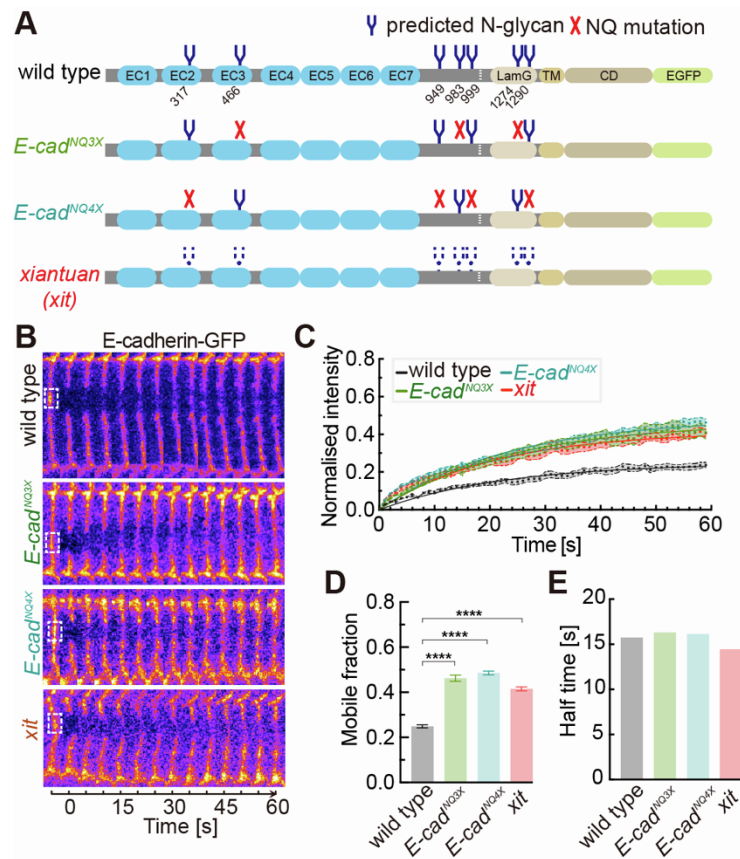 A
predicted N-glycan NQ mutation
wild type EC1 EC2 EC3 EC4 EC5 EC6 EC7 LamG TM CD EGFP
317 466 949 983 999 1274 1290
E-cad^NQ3X
E-cad^NQ4X
xiantuan
(xit)
B
E-cadherin-GFP
wild type
E-cad^NQ3X
E-cad^NQ4X
xit
0 15 30 45 60
Time [s]
C
Normalised intensity
0.8
0.6
0.4
0.2
0.0
wild type E-cad^NQ4X
E-cad^NQ3X xit
0 10 20 30 40 50 60
Time [s]
D
Mobile fraction
0.8
0.6
0.4
0.2
0.0
****
****
****
wild type E-cad^NQ3X E-cad^NQ4X xit
E
Half time [s]
20
15
10
5
0
wild type E-cad^NQ3X E-cad^NQ4X xit